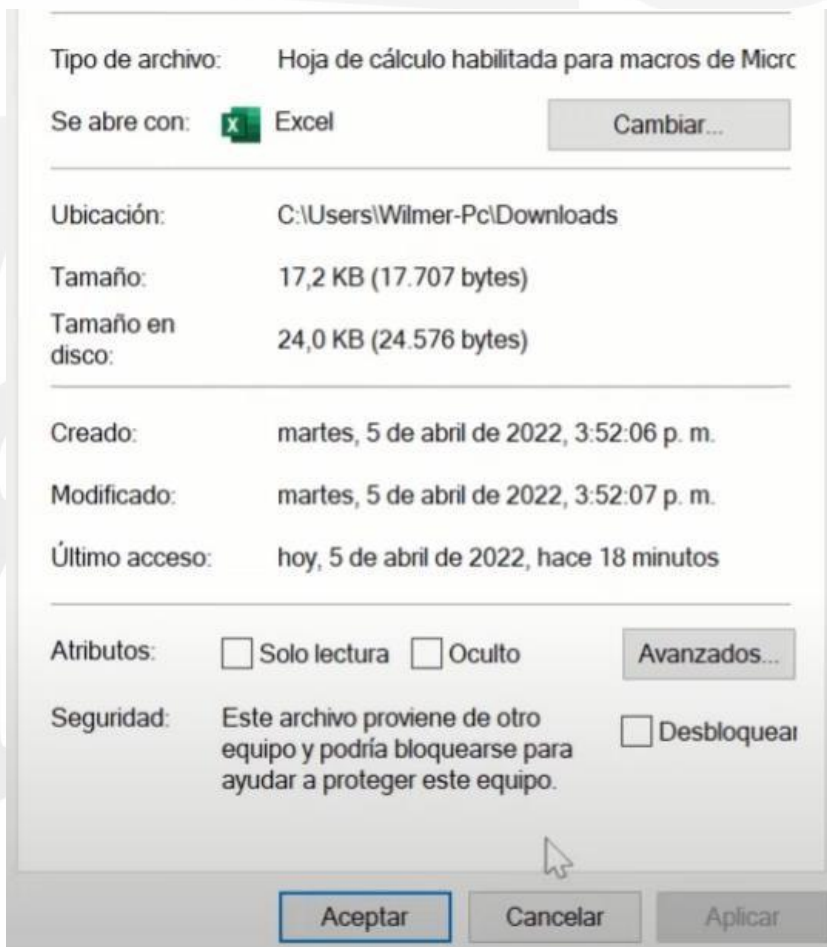 Tipo de archivo: Hoja de cálculo habilitada para macros de Micro
Se abre con: Excel Cambiar...
Ubicación: C:\Users\Wilmer-Pc\Downloads
Tamaño: 17,2 KB (17.707 bytes)
Tamaño en
disco: 24,0 KB (24.576 bytes)
Creado: martes, 5 de abril de 2022, 3:52:06 p. m.
Modificado: martes, 5 de abril de 2022, 3:52:07 p. m.
Último acceso: hoy, 5 de abril de 2022, hace 18 minutos
Atributos: Solo lectura Oculto Avanzados...
Seguridad: Este archivo proviene de otro
equipo y podría bloquearse para
ayudar a proteger este equipo.
Desbloquear
Aceptar Cancelar Aplicar